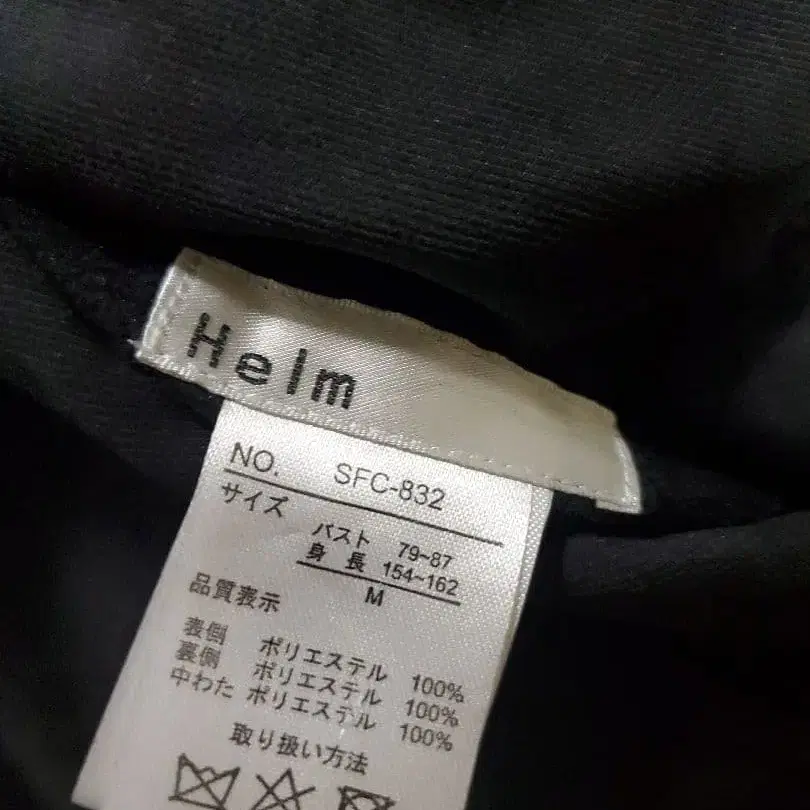 Helm
NO. SFC-832
サイズ
バスト 79~87
身長 154~162
M
品質表示
表側 ポリエステル 100%
裏側 ポリエステル 100%
中わた ポリエステル 100%
取り扱い方法